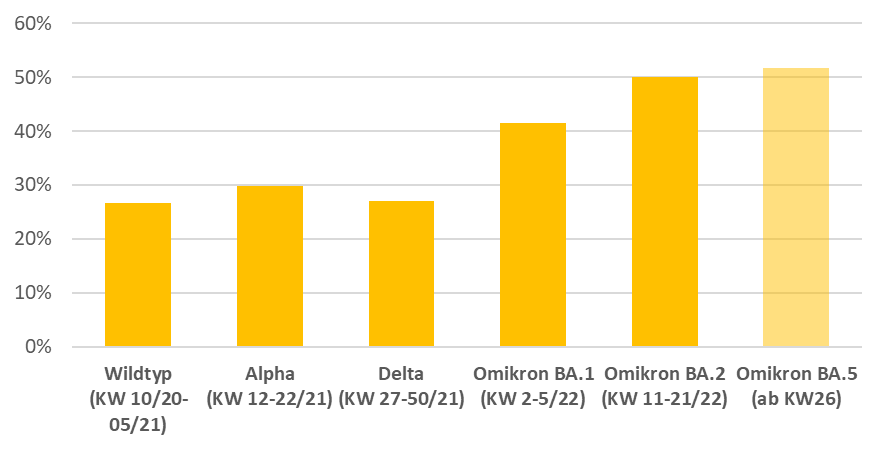 60%
50%
40%
30%
20%
10%
0%
Wildtyp
(KW 10/20-
05/21)
Alpha
(KW 12-22/21)
Delta
(KW 27-50/21)
Omikron BA.1
(KW 2-5/22)
Omikron BA.2
(KW 11-21/22)
Omikron BA.5
(ab KW26)